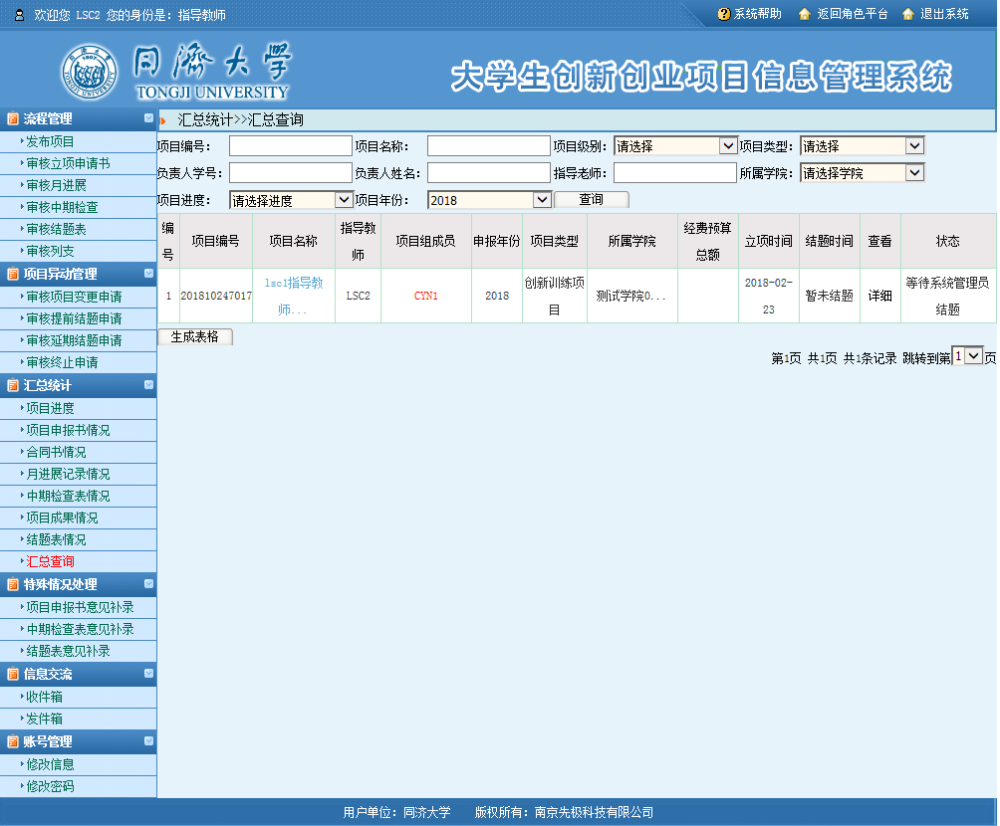 欢迎您 LSC2 您的身份是：指导教师
系统帮助 返回角色平台 退出系统
同濟大學
TONGJI UNIVERSITY
大学生创新创业项目信息管理系统
流程管理
发布项目
审核立项申请书
审核月进展
审核中期检查
审核结题表
审核列支
项目异动管理
审核项目变更申请
审核提前结题申请
审核延期结题申请
审核终止申请
汇总统计
项目进度
项目申报书情况
合同书情况
月进展记录情况
中期检查表情况
项目成果情况
结题表情况
汇总查询
特殊情况处理
项目申报书意见补录
中期检查表意见补录
结题表意见补录
信息交流
收件箱
发件箱
账号管理
修改信息
修改密码
汇总统计>>汇总查询
项目编号： 项目名称： 项目级别： 请选择 项目类型： 请选择
负责人学号： 负责人姓名： 指导老师： 所属学院： 请选择学院
项目进度： 请选择进度 项目年份： 2018 查询
编号 项目编号 项目名称 指导教师 项目组成员 申报年份 项目类型 所属学院 经费预算总额 立项时间 结题时间 查看 状态
1 201810247017 lsc1指导教师... LSC2 CYN1 2018 创新训练项目 测试学院0... 2018-02-23 暂未结题 详细 等待系统管理员结题
生成表格
第1页 共1页 共1条记录 跳转到第 1 页
用户单位：同济大学 版权所有：南京先极科技有限公司